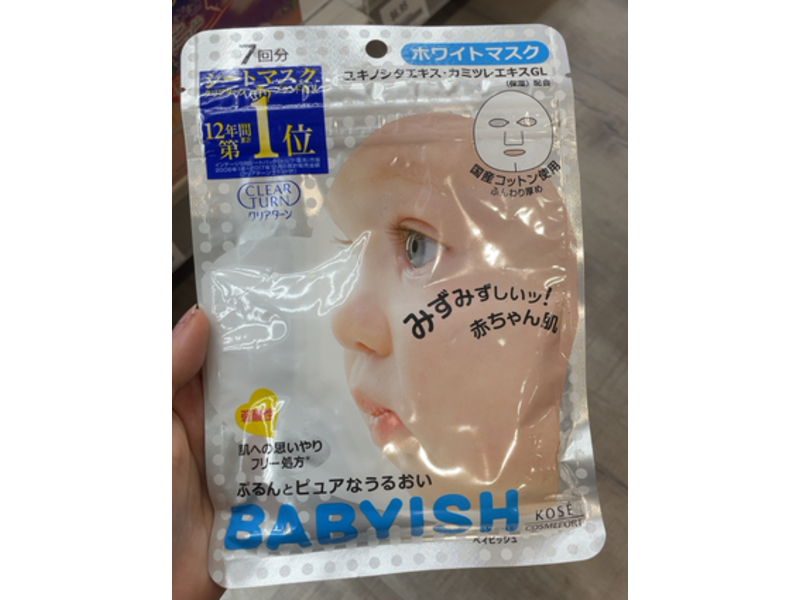 7回分
ホワイトマスク
ユキノシタエキス・カミツレエキスGL
(保湿) 配合
シートマスク
12年間
第1位
CLEAR
TURN
クリアターン
国産コットン使用
ふんわり厚め
みずみずしいッ!
赤ちゃん肌
弱酸性
肌への思いやり
フリー処方*
ぷるんとピュアなうるおい
BABYISH
ベイビッシュ
KOSÉ
COSMEPORT